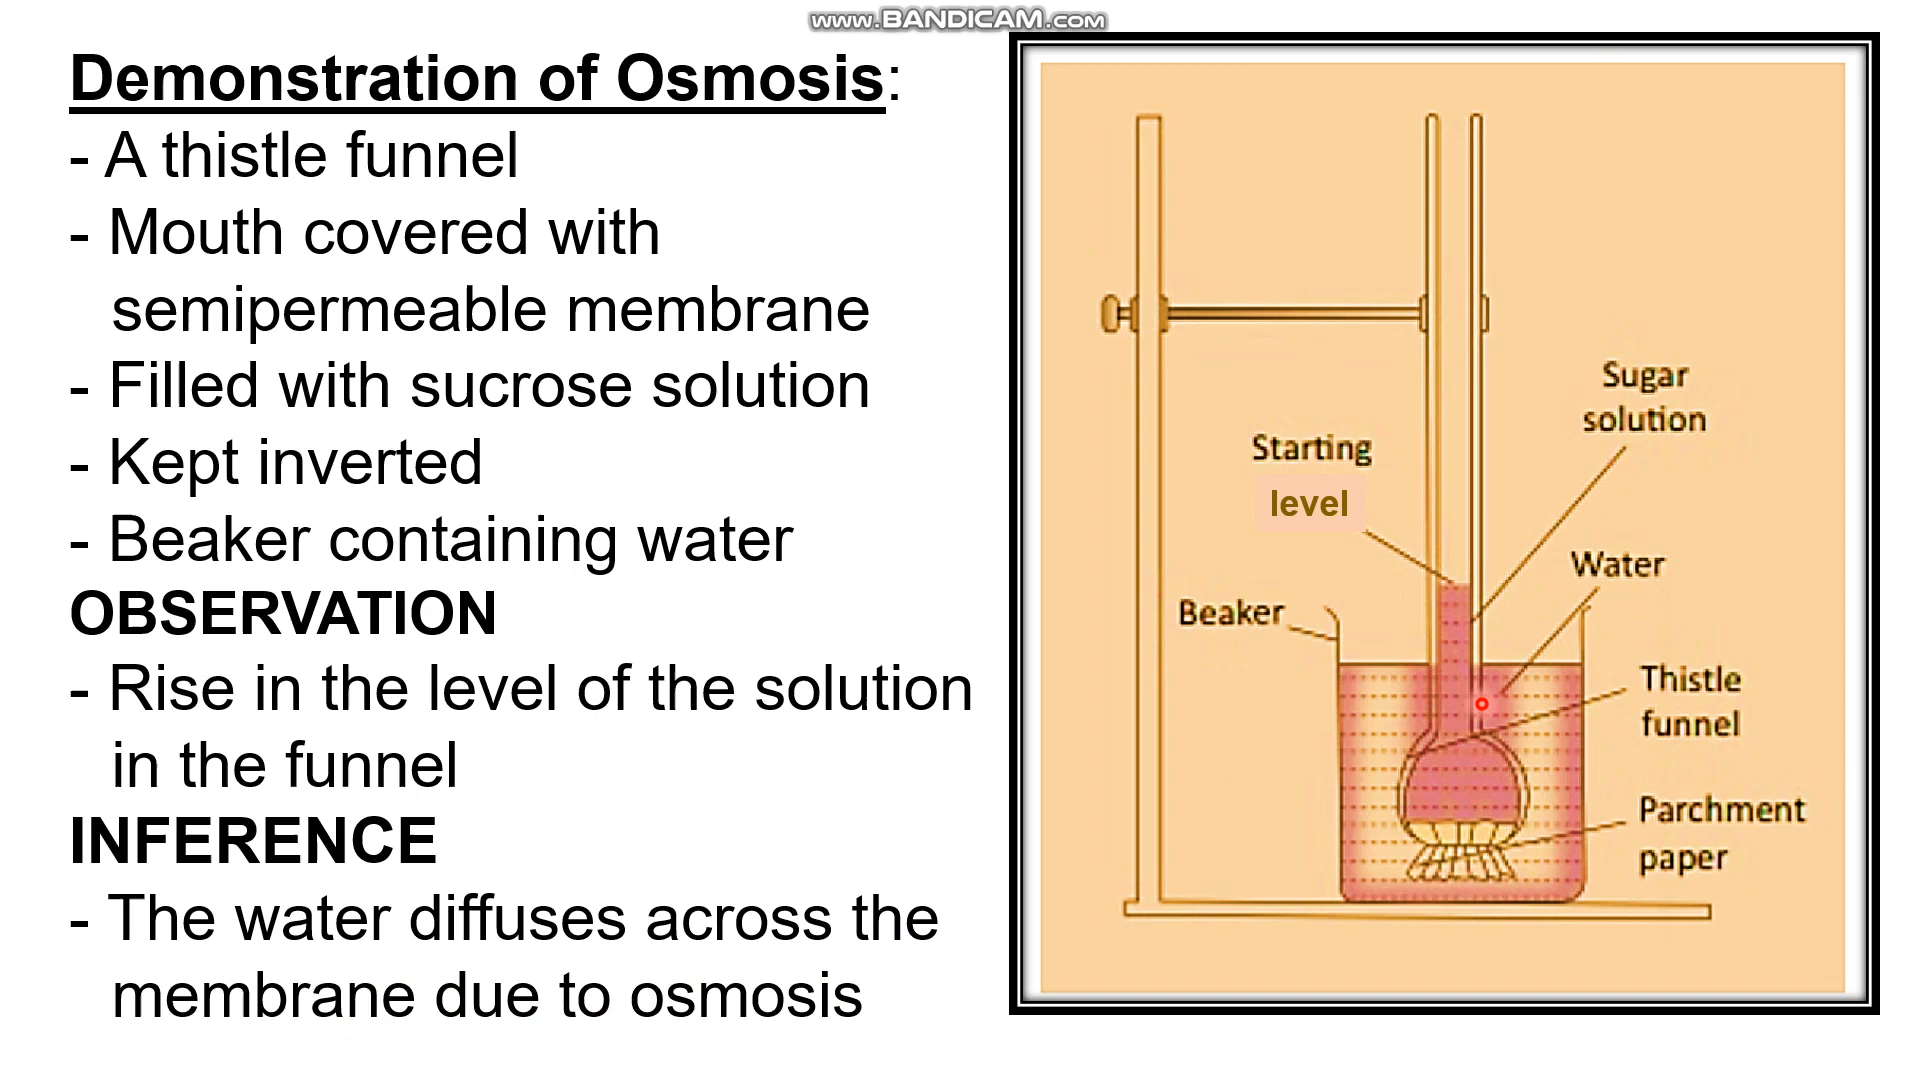 www.BANDICAM.com
Demonstration of Osmosis:
- A thistle funnel
- Mouth covered with
semipermeable membrane
- Filled with sucrose solution
- Kept inverted
- Beaker containing water
OBSERVATION
- Rise in the level of the solution
in the funnel
INFERENCE
- The water diffuses across the
membrane due to osmosis
Sugar
solution
Starting
level
Water
Beaker
Thistle
funnel
Parchment
paper